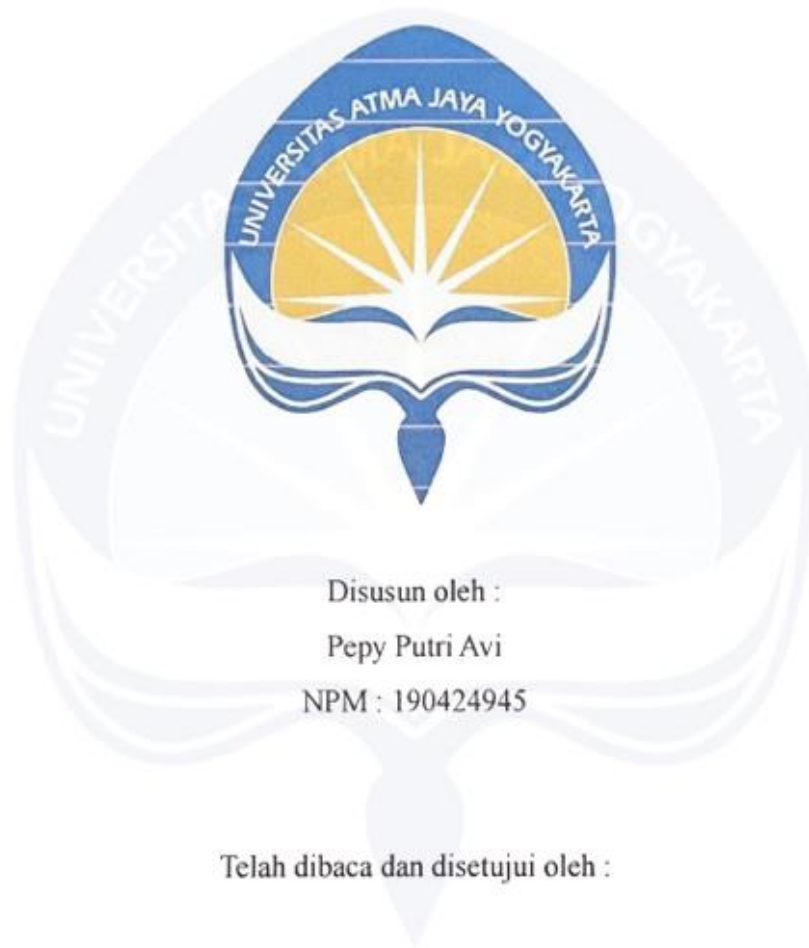 UNIVERSITAS ATMA JAYA YOGYAKARTA
Disusun oleh :
Pepy Putri Avi
NPM : 190424945
Telah dibaca dan disetujui oleh :